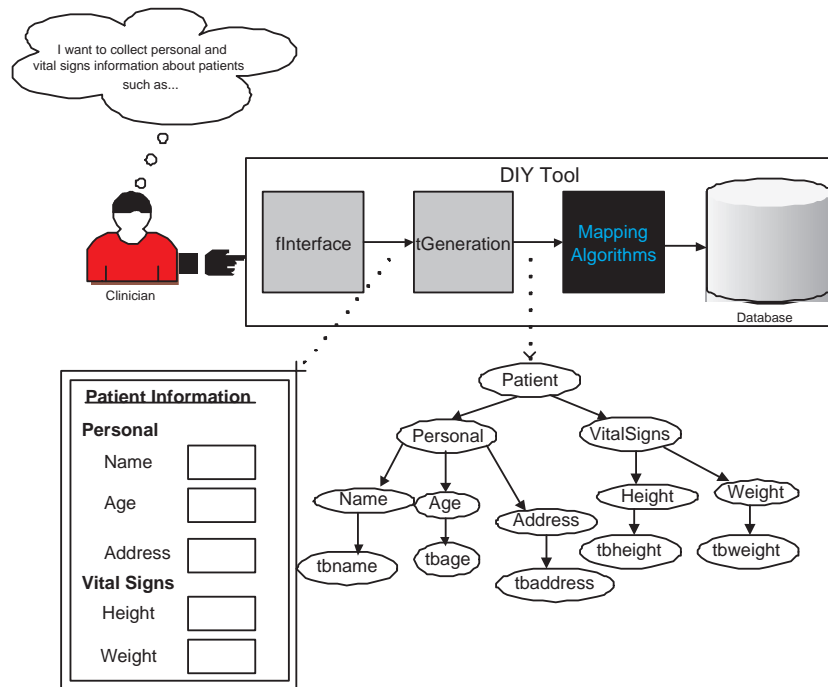 I want to collect personal and
vital signs information about patients
such as...
DIY Tool
fInterface
tGeneration
Mapping
Algorithms
Database
Clinician
Patient Information
Personal
Name
Age
Address
Vital Signs
Height
Weight
Patient
Personal
VitalSigns
Name
Age
Address
Height
Weight
tbname
tbage
tbaddress
tbheight
tbweight